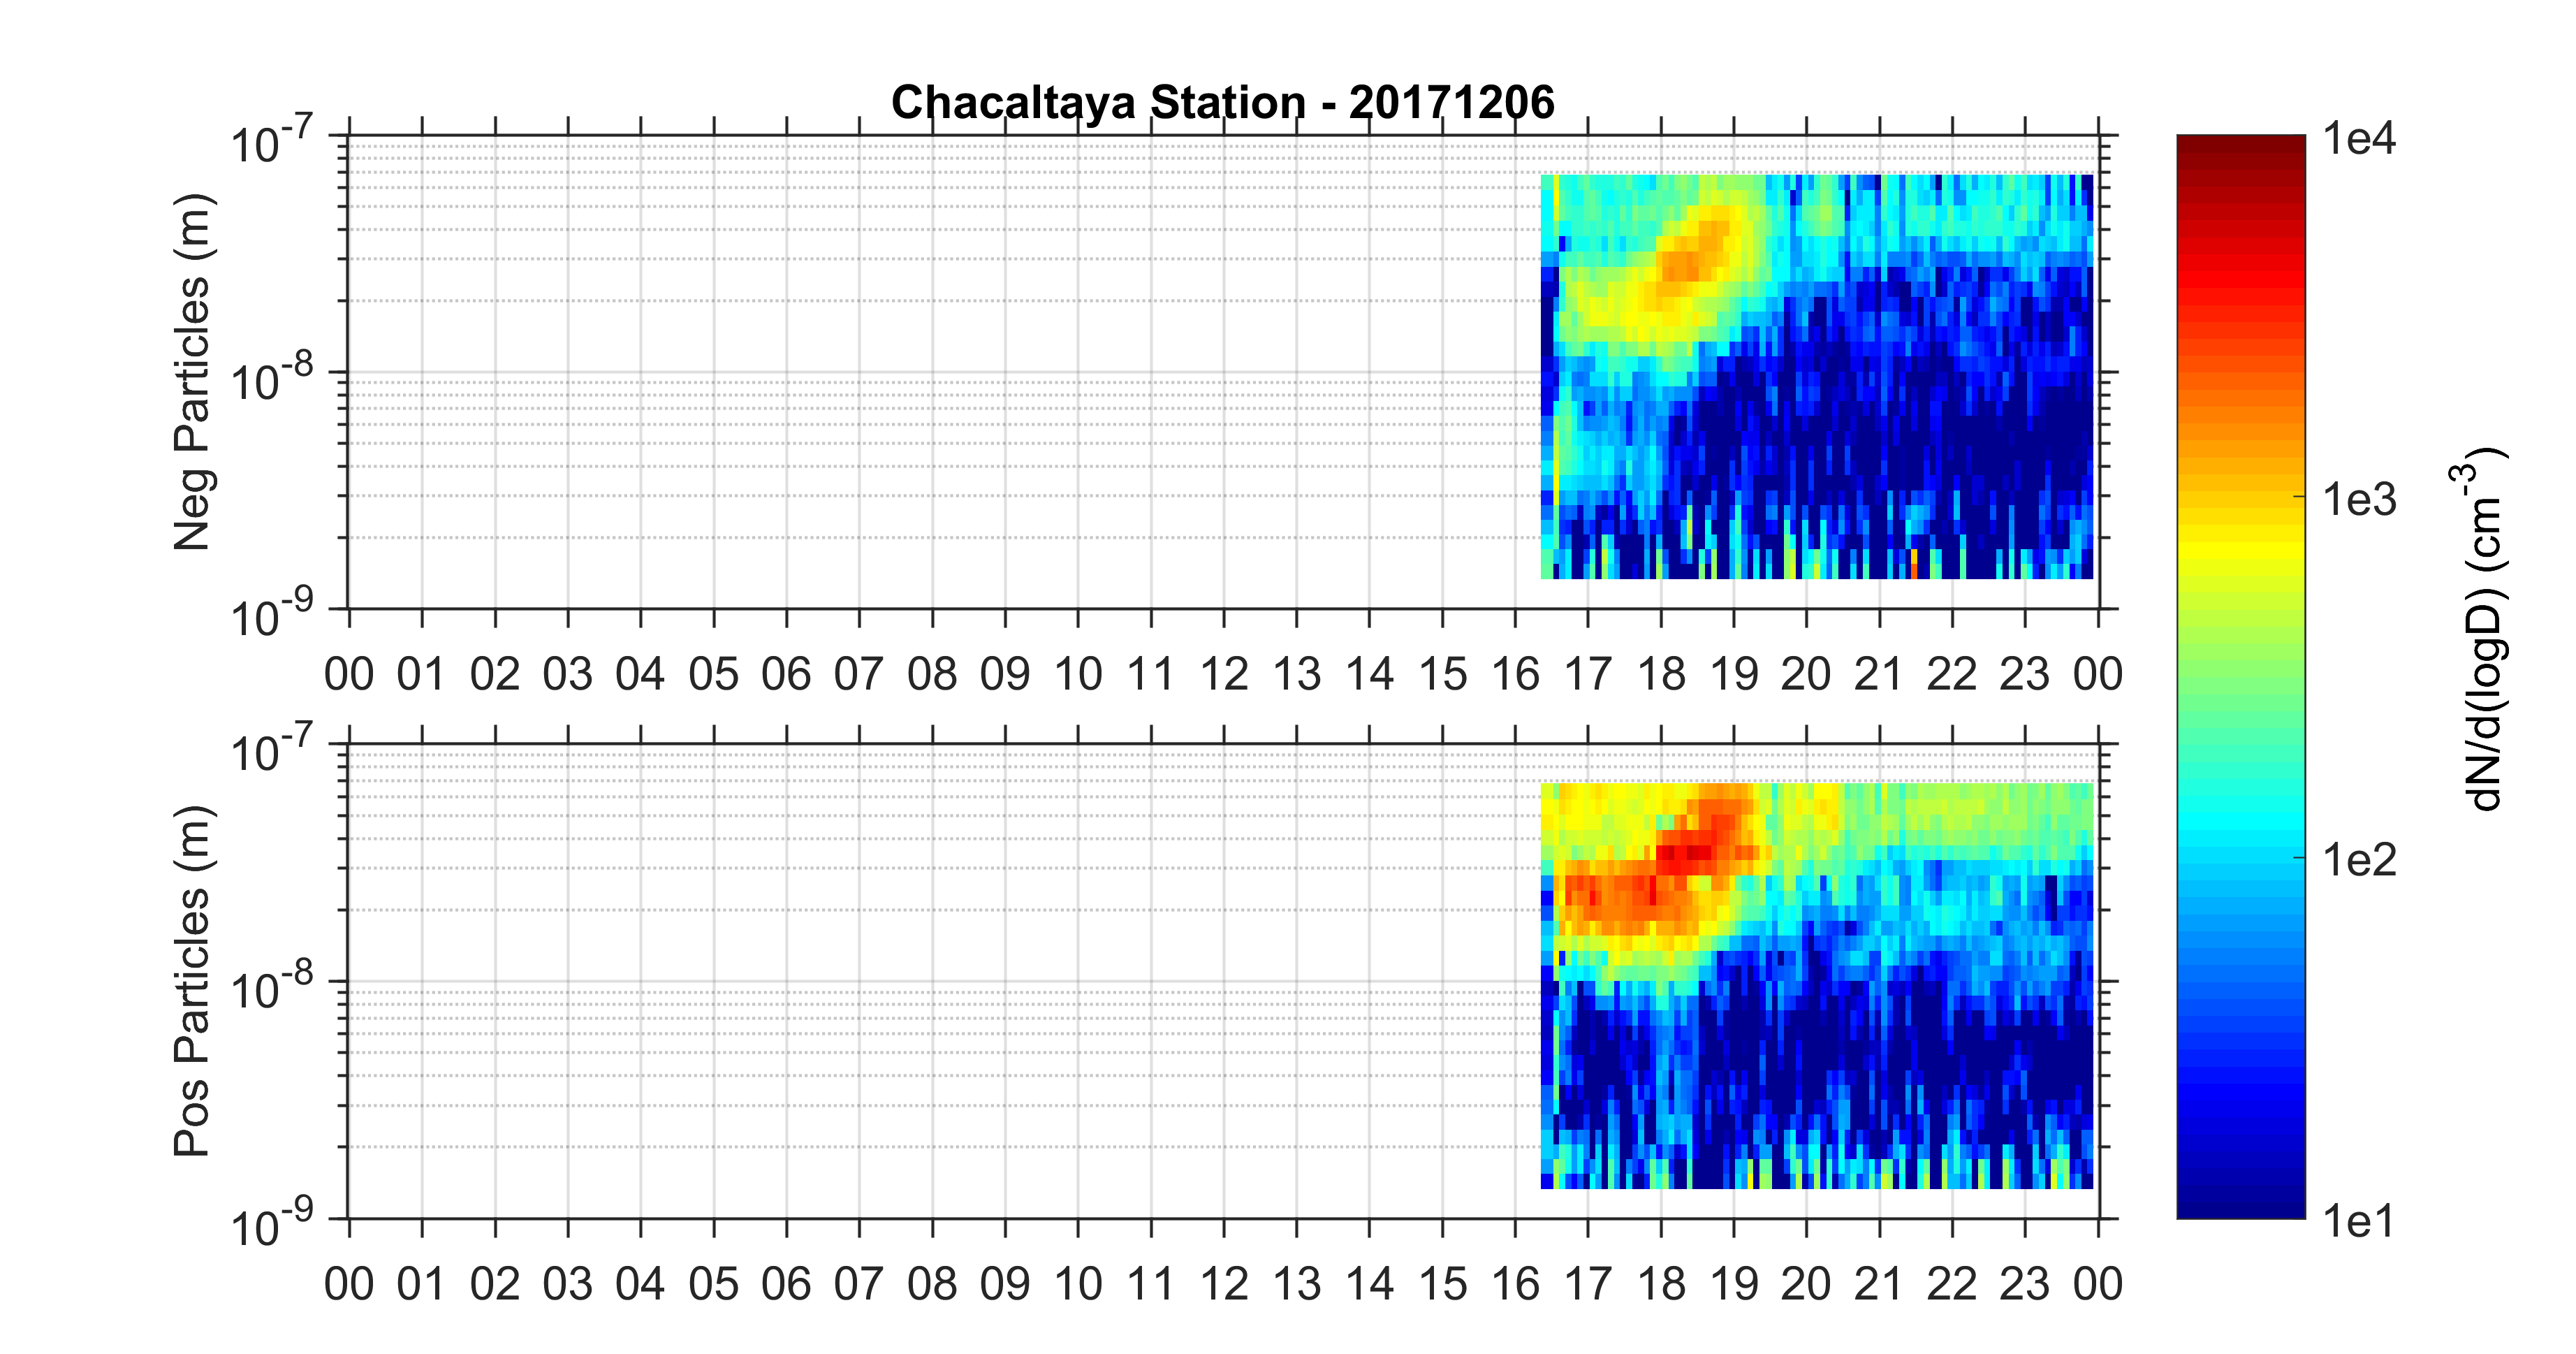 Chacaltaya Station - 20171206
Neg Particles (m)
10-7
10-8
10-9
00 01 02 03 04 05 06 07 08 09 10 11 12 13 14 15 16 17 18 19 20 21 22 23 00
Pos Particles (m)
10-7
10-8
10-9
00 01 02 03 04 05 06 07 08 09 10 11 12 13 14 15 16 17 18 19 20 21 22 23 00
1e4
1e3
1e2
1e1
dN/d(logD) (cm-3)